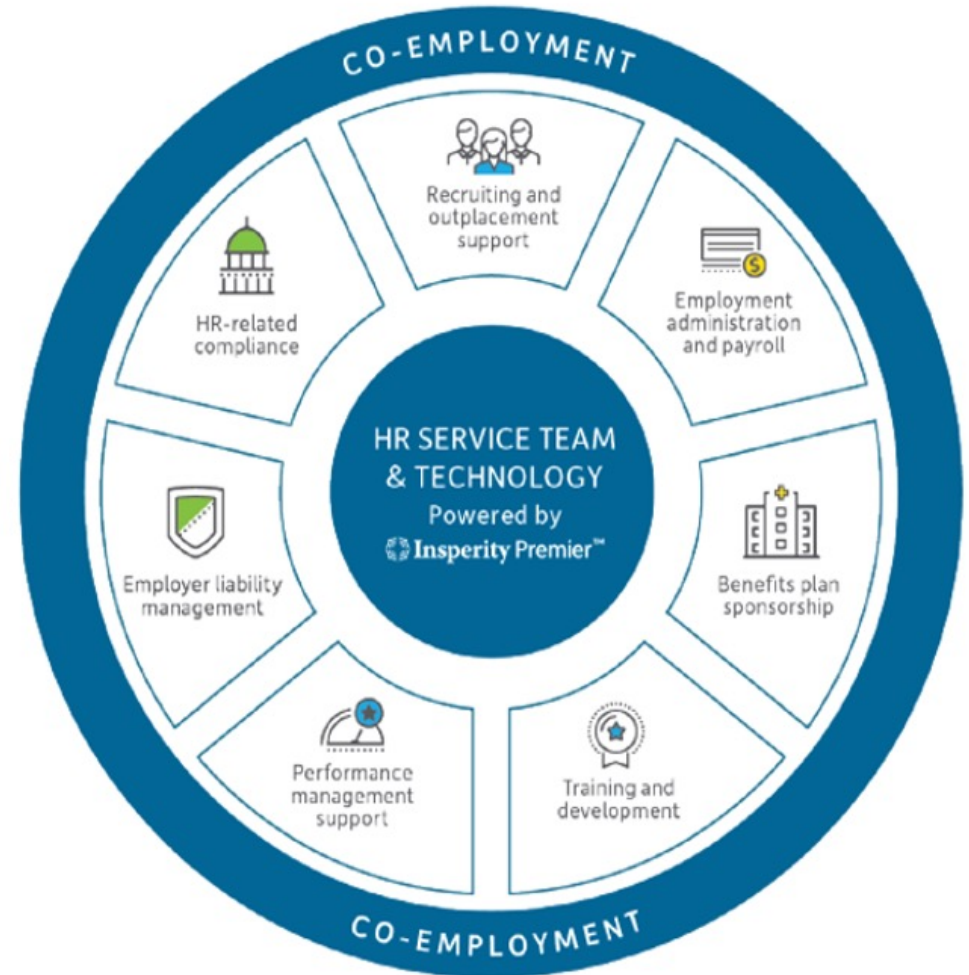 CO-EMPLOYMENT
Recruiting and
outplacement
support
$
Employment
administration
and payroll
Benefits plan
sponsorship
Training and
development
Performance
management
support
Employer liability
management
HR-related
compliance
HR SERVICE TEAM
& TECHNOLOGY
Powered by
Insperity Premier™
CO-EMPLOYMENT